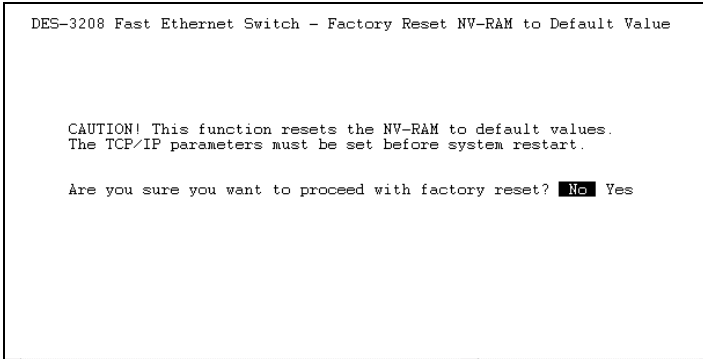 DES-3208 Fast Ethernet Switch - Factory Reset NV-RAM to Default Value
CAUTION! This function resets the NV-RAM to default values.
The TCP/IP parameters must be set before system restart.
Are you sure you want to proceed with factory reset? No Yes